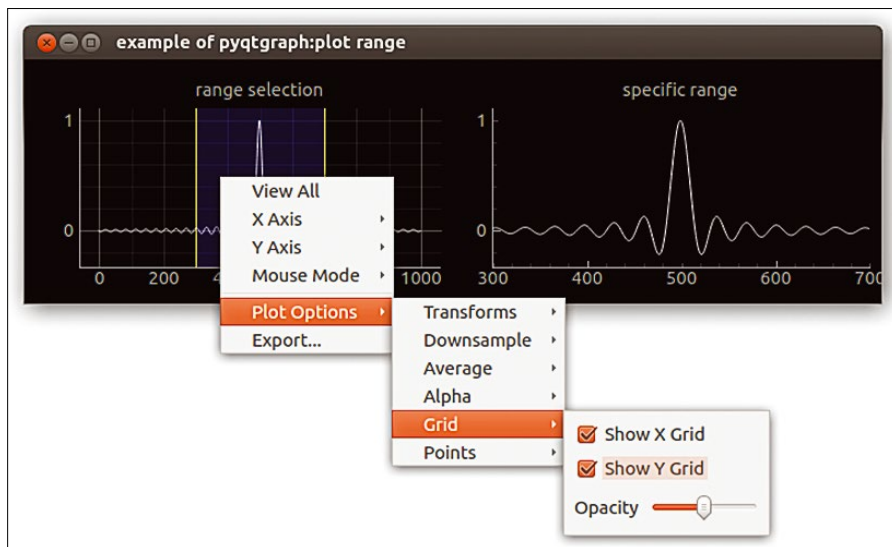 example of pyqtgraph:plot range
range selection
1
0
0 200 4 1000
specific range
1
0
300 400 500 600 700
View All
X Axis
Y Axis
Mouse Mode
Plot Options
Export...
Transforms
Downsample
Average
Alpha
Grid
Points
Show X Grid
Show Y Grid
Opacity